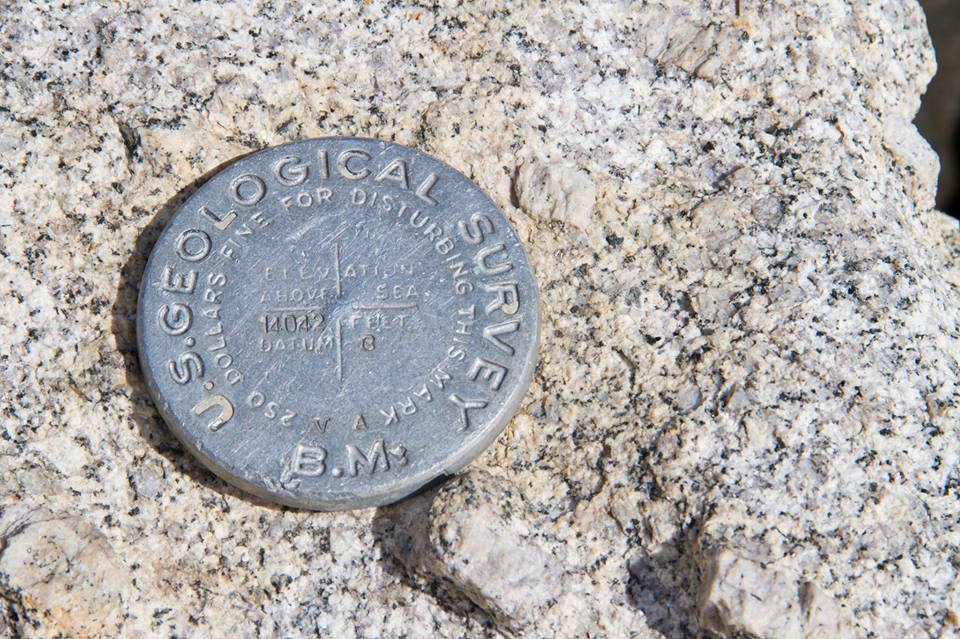 U.S.GEOLOGICAL SURVEY
250 DOLLARS FINE FOR DISTURBING THIS MARK
ELEVATION
ABOVE SEA
14042 FEET
DATUM
B.M.